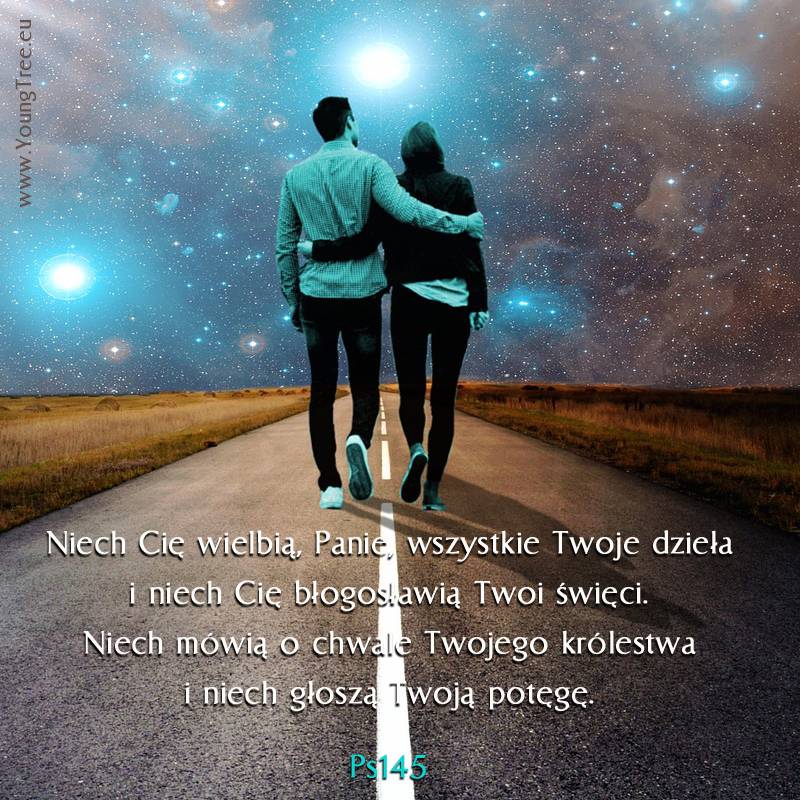 www.YoungTree.eu
Niech Cię wielbią, Panie, wszystkie Twoje dzieła
i niech Cię błogosławią Twoi święci.
Niech mówią o chwale Twojego królestwa
i niech głoszą Twoją potęgę.
Ps145